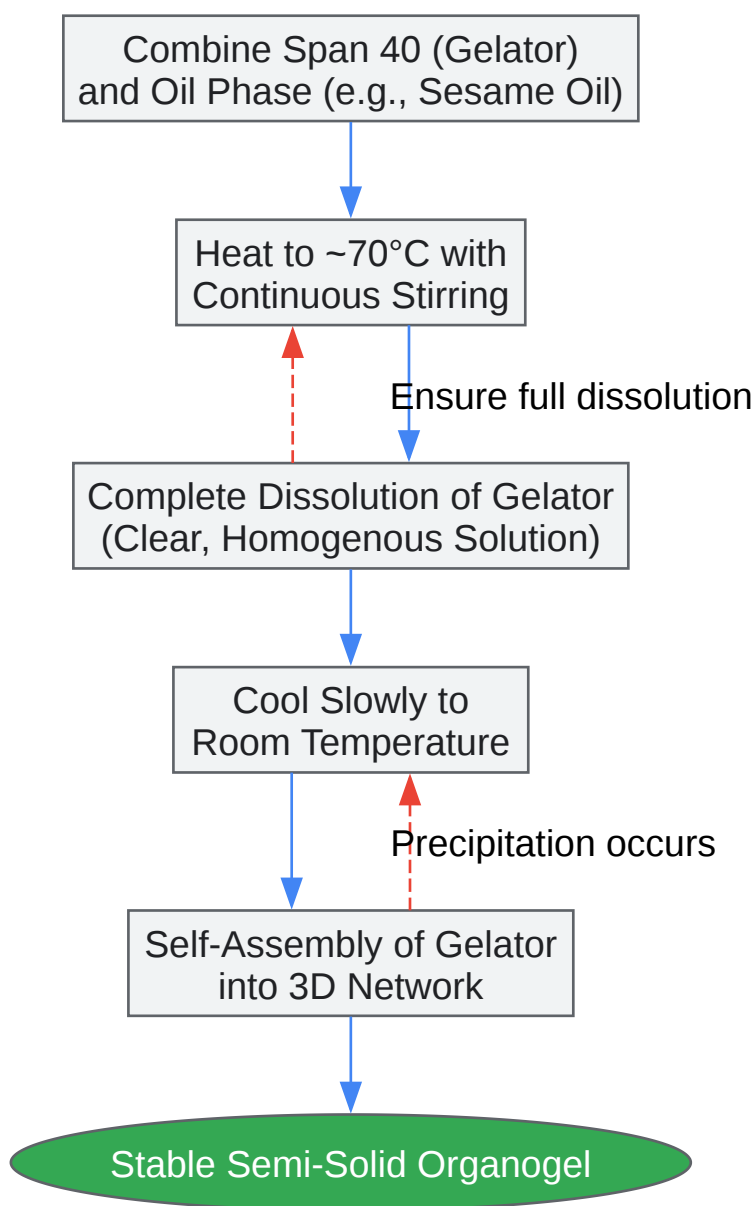 Combine Span 40 (Gelator)
and Oil Phase (e.g., Sesame Oil)
Heat to ~70°C with
Continuous Stirring
Ensure full dissolution
Complete Dissolution of Gelator
(Clear, Homogenous Solution)
Cool Slowly to
Room Temperature
Precipitation occurs
Self-Assembly of Gelator
into 3D Network
Stable Semi-Solid Organogel